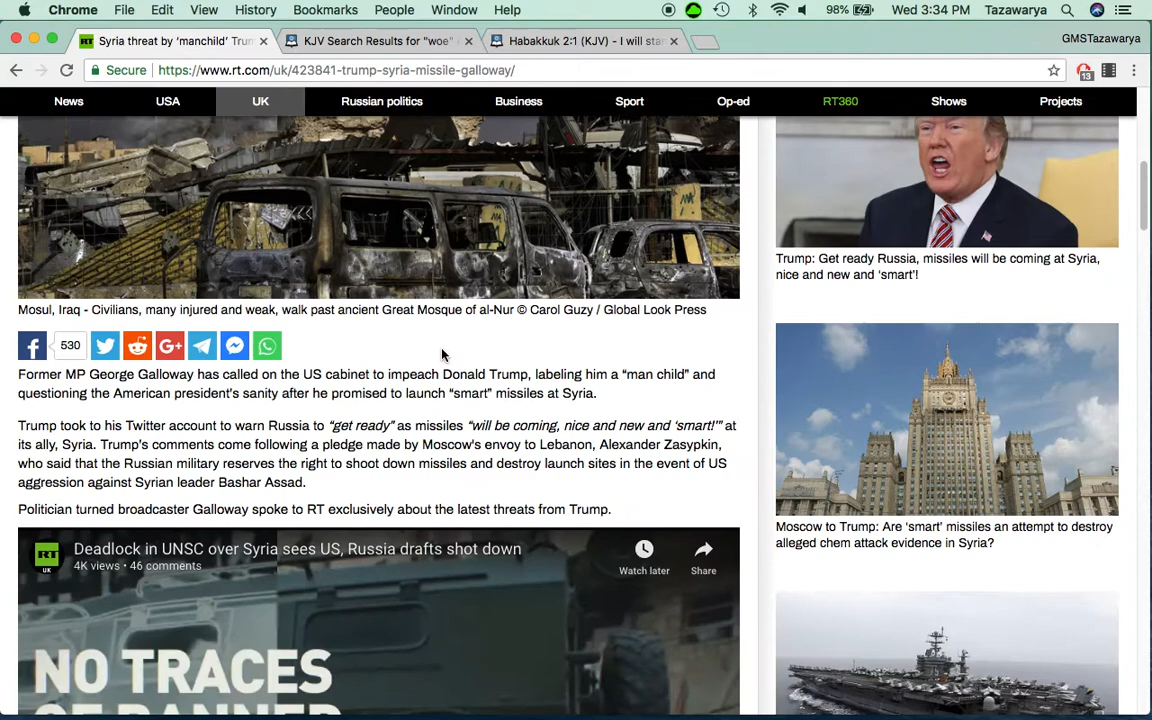 Chrome File Edit View History Bookmarks People Window Help 98% Wed 3:34 PM Tazawarya
RT Syria threat by ‘manchild’ Trum × KJV Search Results for "woe" × Habakkuk 2:1 (KJV) - I will stan × GMSTazawarya
Secure https://www.rt.com/uk/423841-trump-syria-missile-galloway/ 13
News USA UK Russian politics Business Sport Op-ed RT360 Shows Projects
Mosul, Iraq - Civilians, many injured and weak, walk past ancient Great Mosque of al-Nur © Carol Guzy / Global Look Press
530
Former MP George Galloway has called on the US cabinet to impeach Donald Trump, labeling him a “man child” and
questioning the American president's sanity after he promised to launch “smart” missiles at Syria.
Trump took to his Twitter account to warn Russia to “get ready” as missiles “will be coming, nice and new and ‘smart!’” at
its ally, Syria. Trump's comments come following a pledge made by Moscow's envoy to Lebanon, Alexander Zasypkin,
who said that the Russian military reserves the right to shoot down missiles and destroy launch sites in the event of US
aggression against Syrian leader Bashar Assad.
Politician turned broadcaster Galloway spoke to RT exclusively about the latest threats from Trump.
RT UK
Deadlock in UNSC over Syria sees US, Russia drafts shot down
4K views • 46 comments
Watch later Share
NO TRACES
OF BANNED
Trump: Get ready Russia, missiles will be coming at Syria,
nice and new and ‘smart’!
Moscow to Trump: Are ‘smart’ missiles an attempt to destroy
alleged chem attack evidence in Syria?